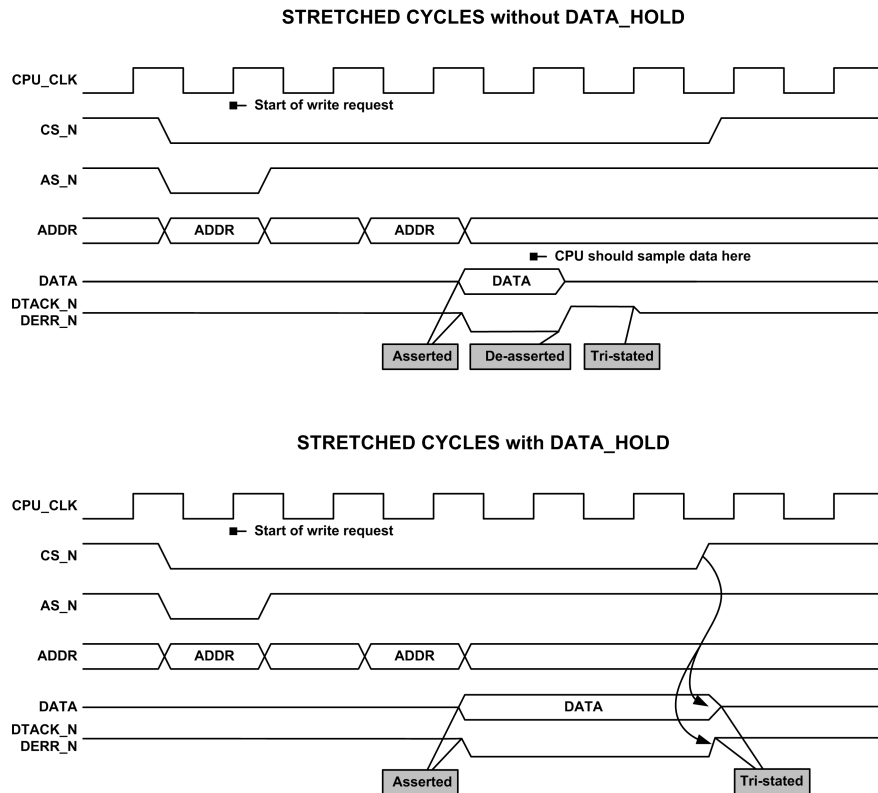 STRETCHED CYCLES without DATA_HOLD
CPU_CLK
Start of write request
CS_N
AS_N
ADDR ADDR ADDR
CPU should sample data here
DATA DATA
DTACK_N
DERR_N
Asserted De-asserted Tri-stated
STRETCHED CYCLES with DATA_HOLD
CPU_CLK
Start of write request
CS_N
AS_N
ADDR ADDR ADDR
DATA DATA
DTACK_N
DERR_N
Asserted Tri-stated